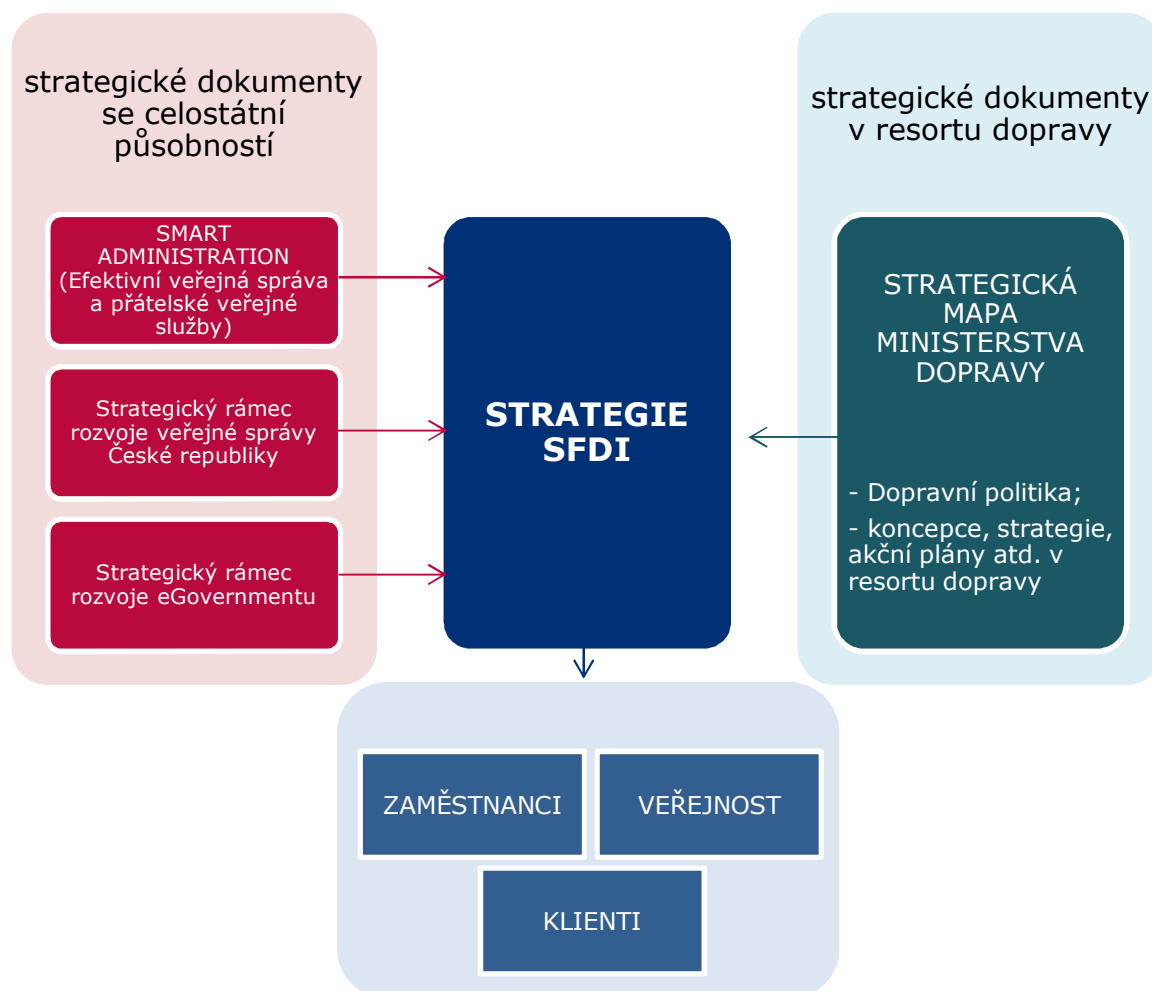 strategické dokumenty
se celostátní
působností
SMART
ADMINISTRATION
(Efektivní veřejná správa
a přátelské veřejné
služby)
Strategický rámec
rozvoje veřejné správy
České republiky
Strategický rámec
rozvoje eGovernmentu
STRATEGIE
SFDI
strategické dokumenty
v resortu dopravy
STRATEGICKÁ
MAPA
MINISTERSTVA
DOPRAVY
- Dopravní politika;
- koncepce, strategie,
akční plány atd. v
resortu dopravy
ZAMĚSTNANCI
VEŘEJNOST
KLIENTI